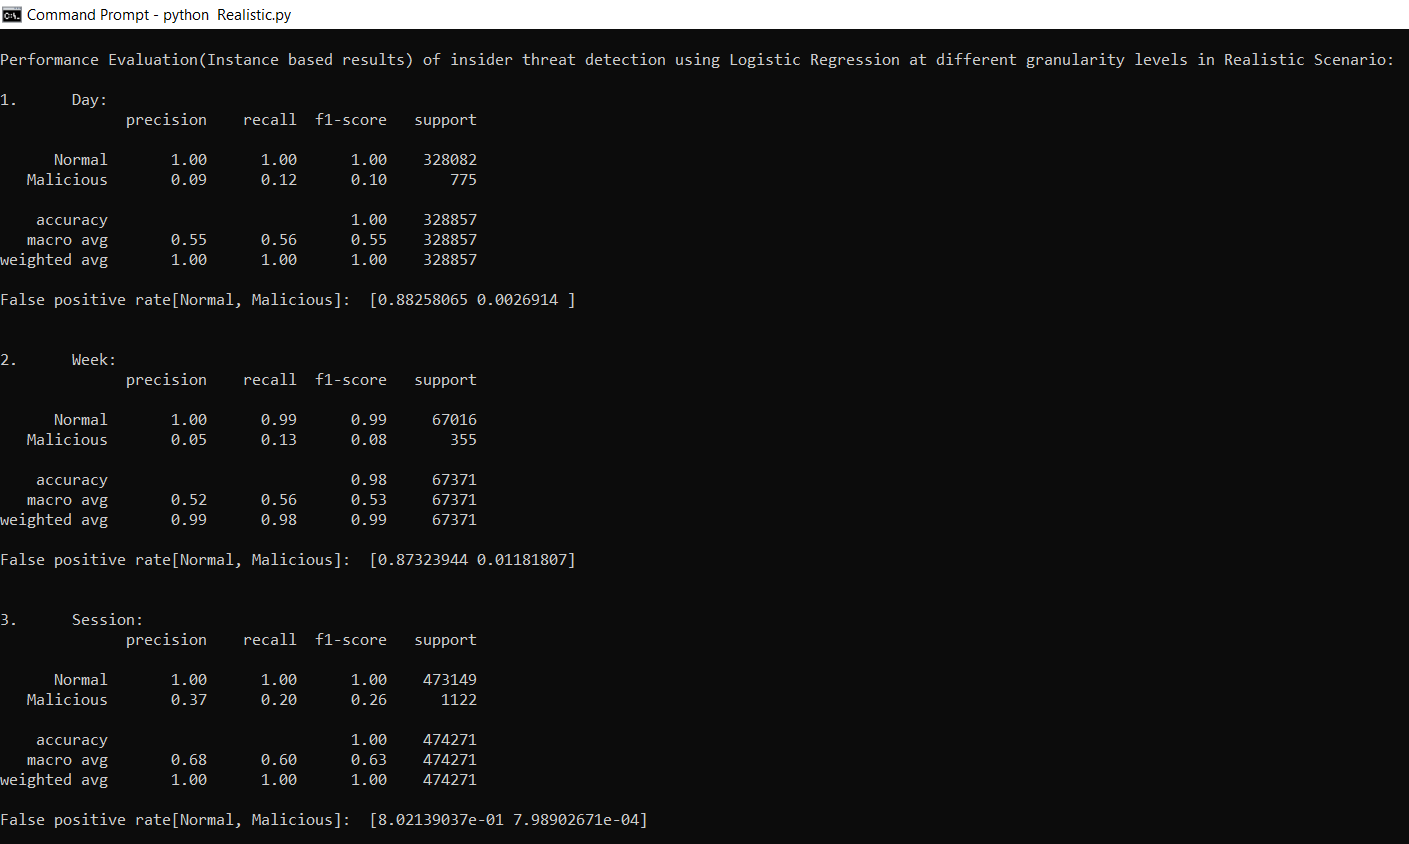 Command Prompt - python  Realistic.py
Performance Evaluation(Instance based results) of insider threat detection using Logistic Regression at different granularity levels in Realistic Scenario:
1.      Day:
              precision    recall  f1-score   support
      Normal       1.00      1.00      1.00    328082
   Malicious       0.09      0.12      0.10       775
    accuracy                           1.00    328857
   macro avg       0.55      0.56      0.55    328857
weighted avg       1.00      1.00      1.00    328857
False positive rate[Normal, Malicious]:  [0.88258065 0.0026914 ]
2.      Week:
              precision    recall  f1-score   support
      Normal       1.00      0.99      0.99     67016
   Malicious       0.05      0.13      0.08       355
    accuracy                           0.98     67371
   macro avg       0.52      0.56      0.53     67371
weighted avg       0.99      0.98      0.99     67371
False positive rate[Normal, Malicious]:  [0.87323944 0.01181807]
3.      Session:
              precision    recall  f1-score   support
      Normal       1.00      1.00      1.00    473149
   Malicious       0.37      0.20      0.26      1122
    accuracy                           1.00    474271
   macro avg       0.68      0.60      0.63    474271
weighted avg       1.00      1.00      1.00    474271
False positive rate[Normal, Malicious]:  [8.02139037e-01 7.98902671e-04]